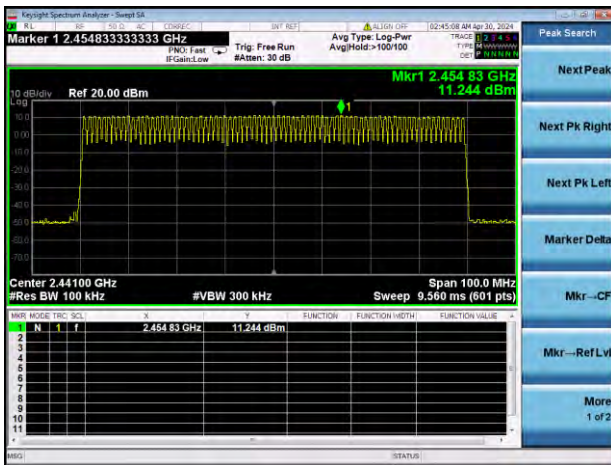 Keysight Spectrum Analyzer - Swept SA
RL RF 50 Ω AC CORREC INT REF ALIGN OFF 02:45:08 AM Apr 30, 2024
Marker 1 2.454833333333 GHz
PNO: Fast
IFGain:Low
Trig: Free Run
#Atten: 30 dB
Avg Type: Log-Pwr
Avg|Hold:>100/100
TRACE 1 2 3 4 5 6
TYPE M W W W W W
DET P N N N N N
Peak Search
Mkr1 2.454 83 GHz
11.244 dBm
10 dB/div Ref 20.00 dBm
Log
10.0
0.00
-10.0
-20.0
-30.0
-40.0
-50.0
-60.0
-70.0
1
Center 2.44100 GHz
Span 100.0 MHz
#Res BW 100 kHz
#VBW 300 kHz
Sweep 9.560 ms (601 pts)
MKR MODE TRC SCL X Y FUNCTION FUNCTION WIDTH FUNCTION VALUE
1 N 1 f 2.454 83 GHz 11.244 dBm
2
3
4
5
6
7
8
9
10
11
MSG
STATUS
Next Peak
Next Pk Right
Next Pk Left
Marker Delta
Mkr→CF
Mkr→Ref Lvl
More
1 of 2